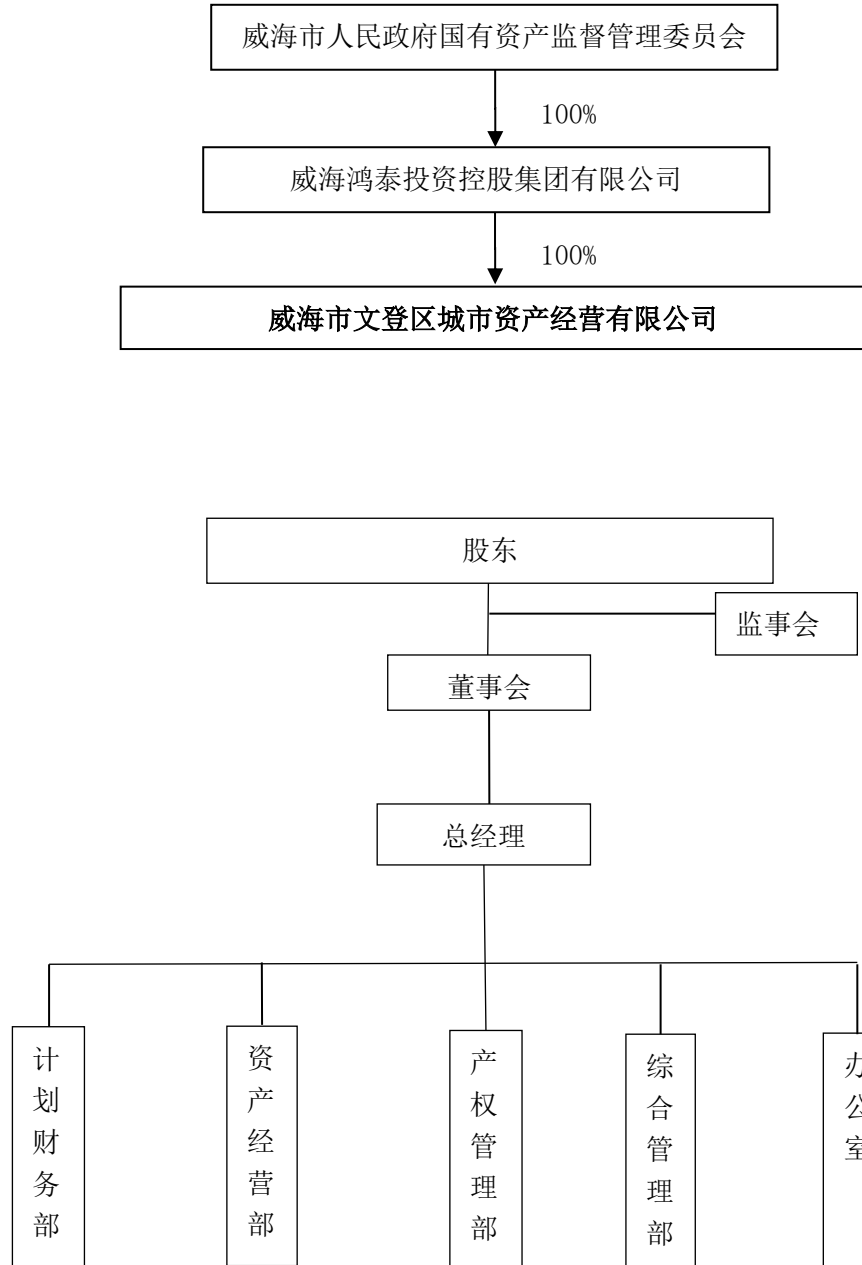 威海市人民政府国有资产监督管理委员会
100%
威海鸿泰投资控股集团有限公司
100%
威海市文登区城市资产经营有限公司
股东
监事会
董事会
总经理
计划财务部
资产经营部
产权管理部
综合管理部
办公室